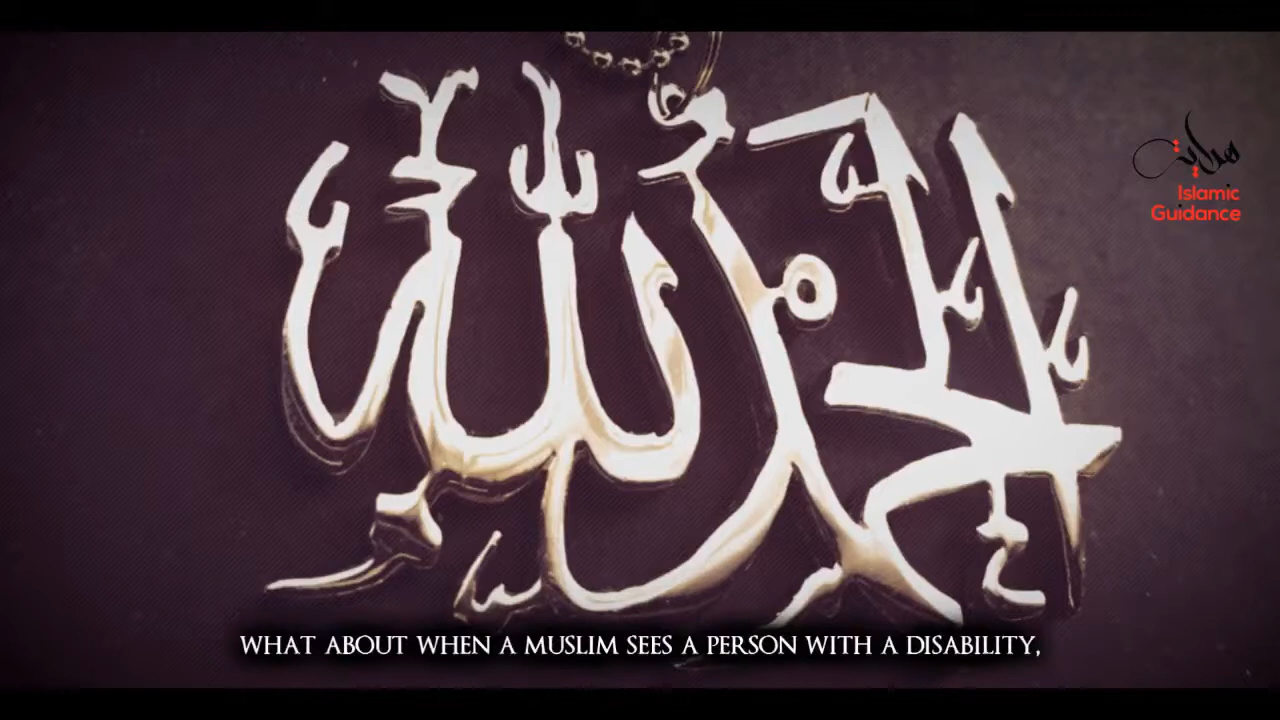 الحمد لله
هداية
Islamic
Guidance
WHAT ABOUT WHEN A MUSLIM SEES A PERSON WITH A DISABILITY,